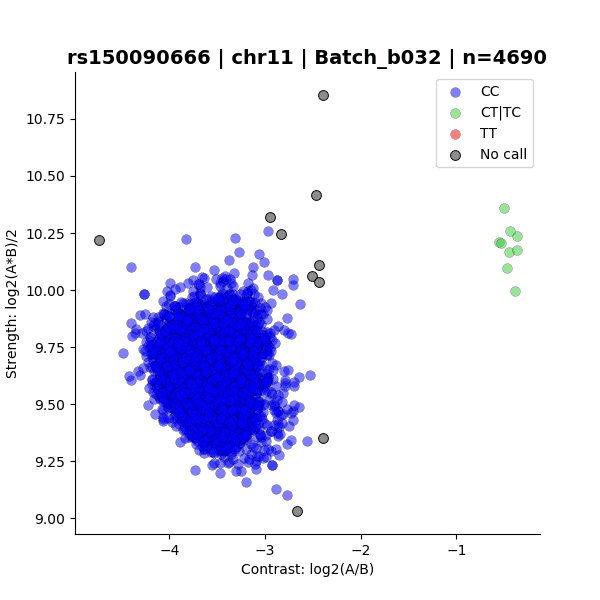 rs150090666 | chr11 | Batch_b032 | n=4690
CC
CT|TC
TT
No call
10.75
10.50
10.25
10.00
9.75
9.50
9.25
9.00
Strength: log2(A*B)/2
−4
−3
−2
−1
Contrast: log2(A/B)